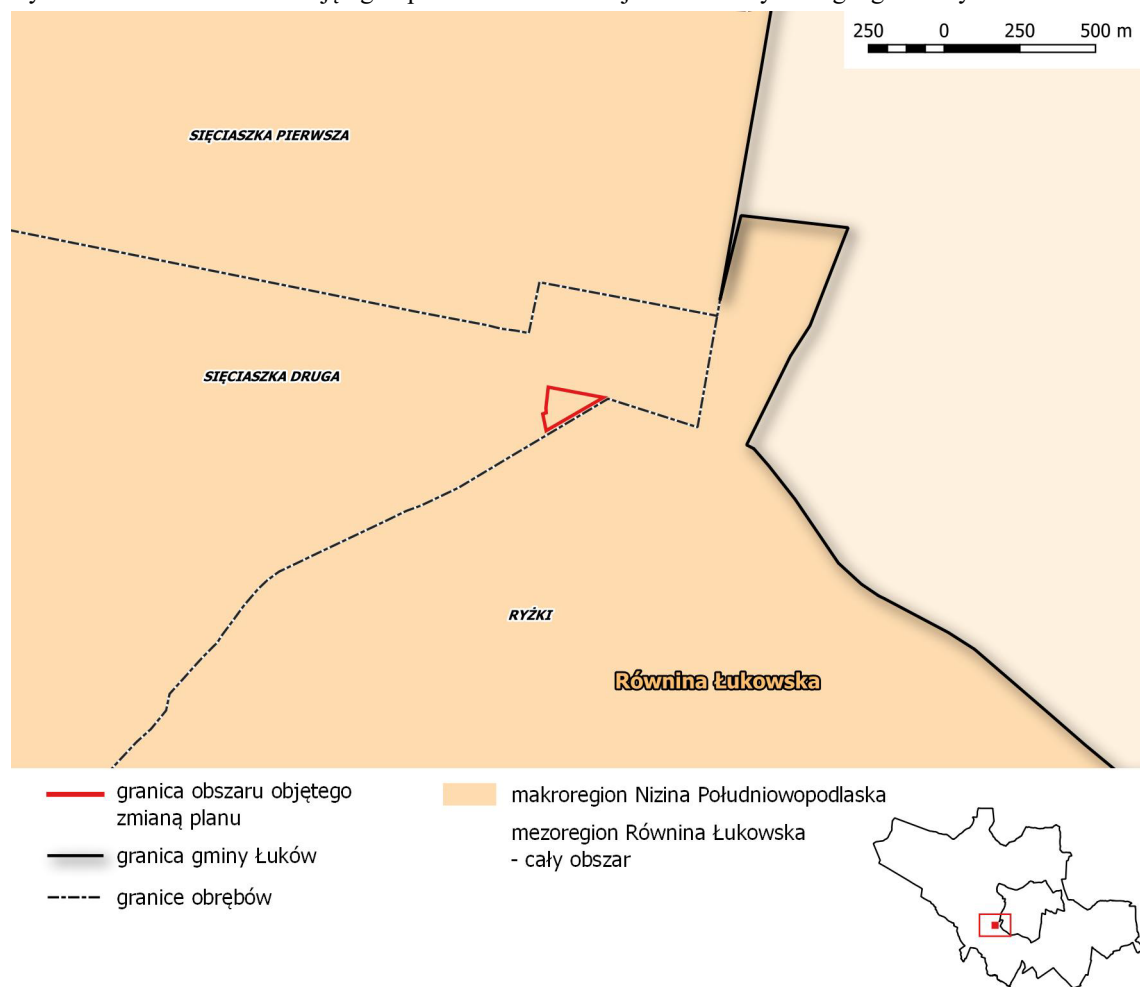 250 0 250 500 m
SIĘCIASZKA PIERWSZA
SIĘCIASZKA DRUGA
RYŻKI
Równina Łukowska
granica obszaru objętego
zmianą planu
granica gminy Łuków
granice obrębów
makroregion Nizina Południowopodlaska
mezoregion Równina Łukowska
- cały obszar